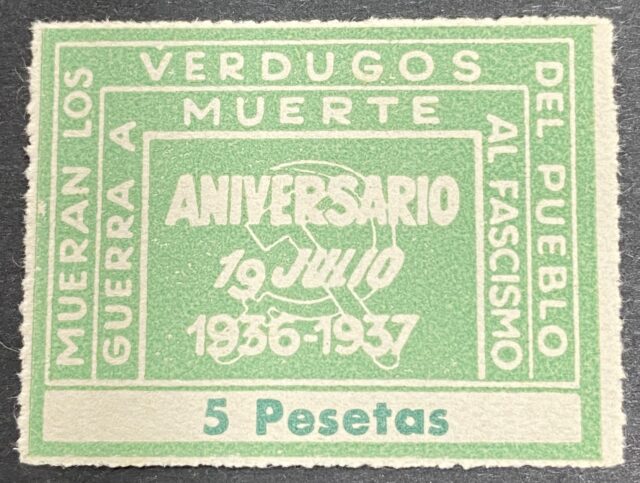 MUERAN LOS
VERDUGOS
DEL PUEBLO
GUERRA A
MUERTE
AL FASCISMO
ANIVERSARIO
19 JULIO
1936-1937
5 Pesetas